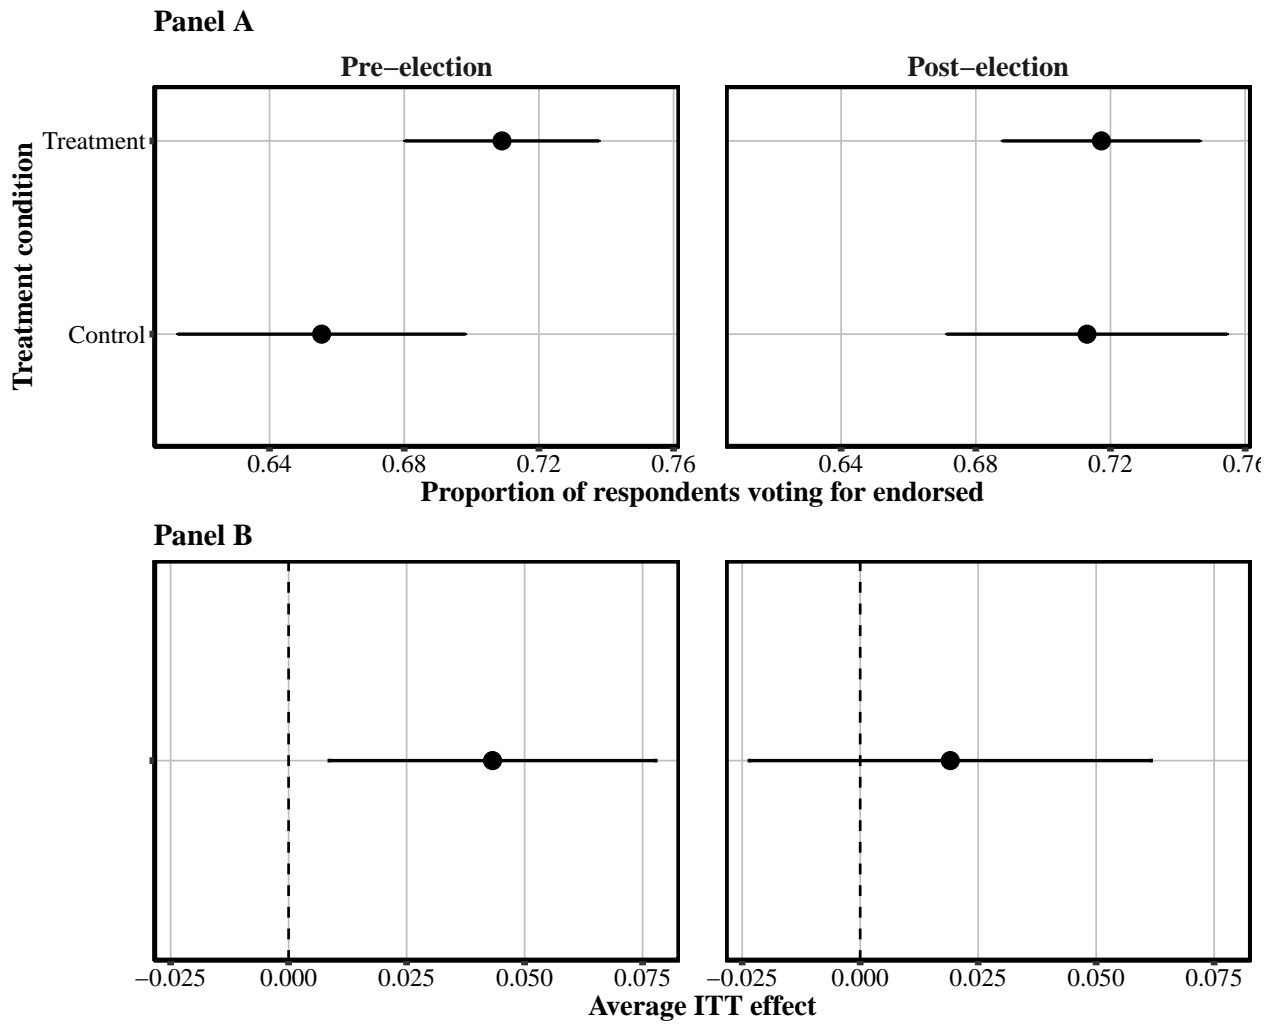 Panel A
Pre−election
Post−election
Treatment condition
Treatment
Control
0.64 0.68 0.72 0.76
0.64 0.68 0.72 0.76
Proportion of respondents voting for endorsed
Panel B
−0.025 0.000 0.025 0.050 0.075
−0.025 0.000 0.025 0.050 0.075
Average ITT effect